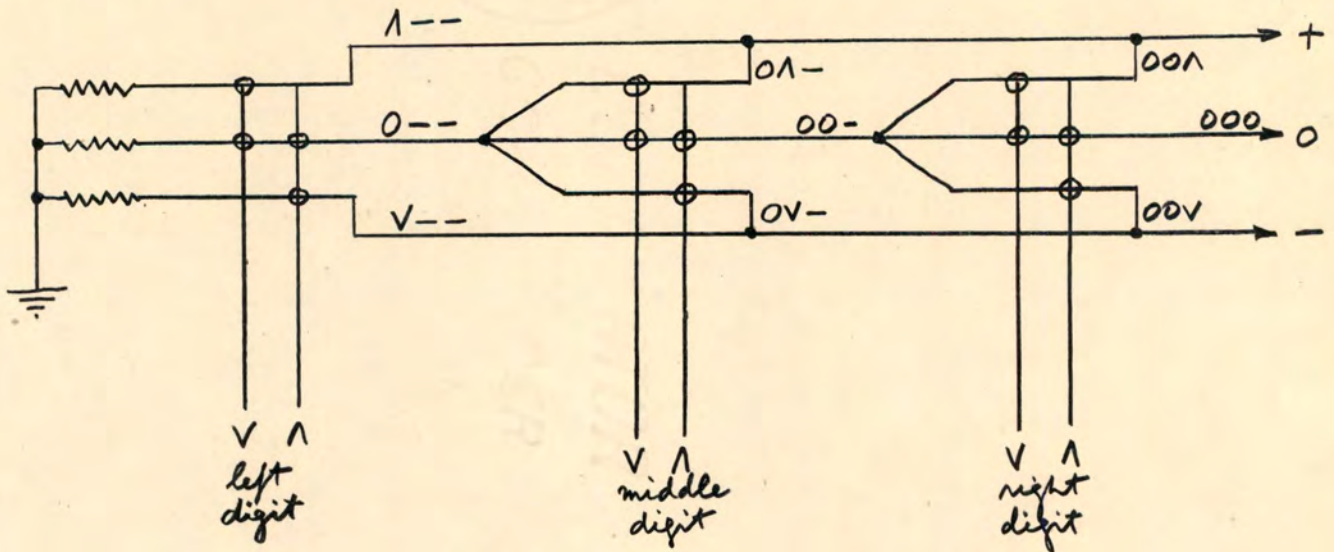 Λ--
+
0Λ-
00Λ
0--
00-
000
0
V--
0V-
00V
-
V Λ
left
digit
V Λ
middle
digit
V Λ
right
digit